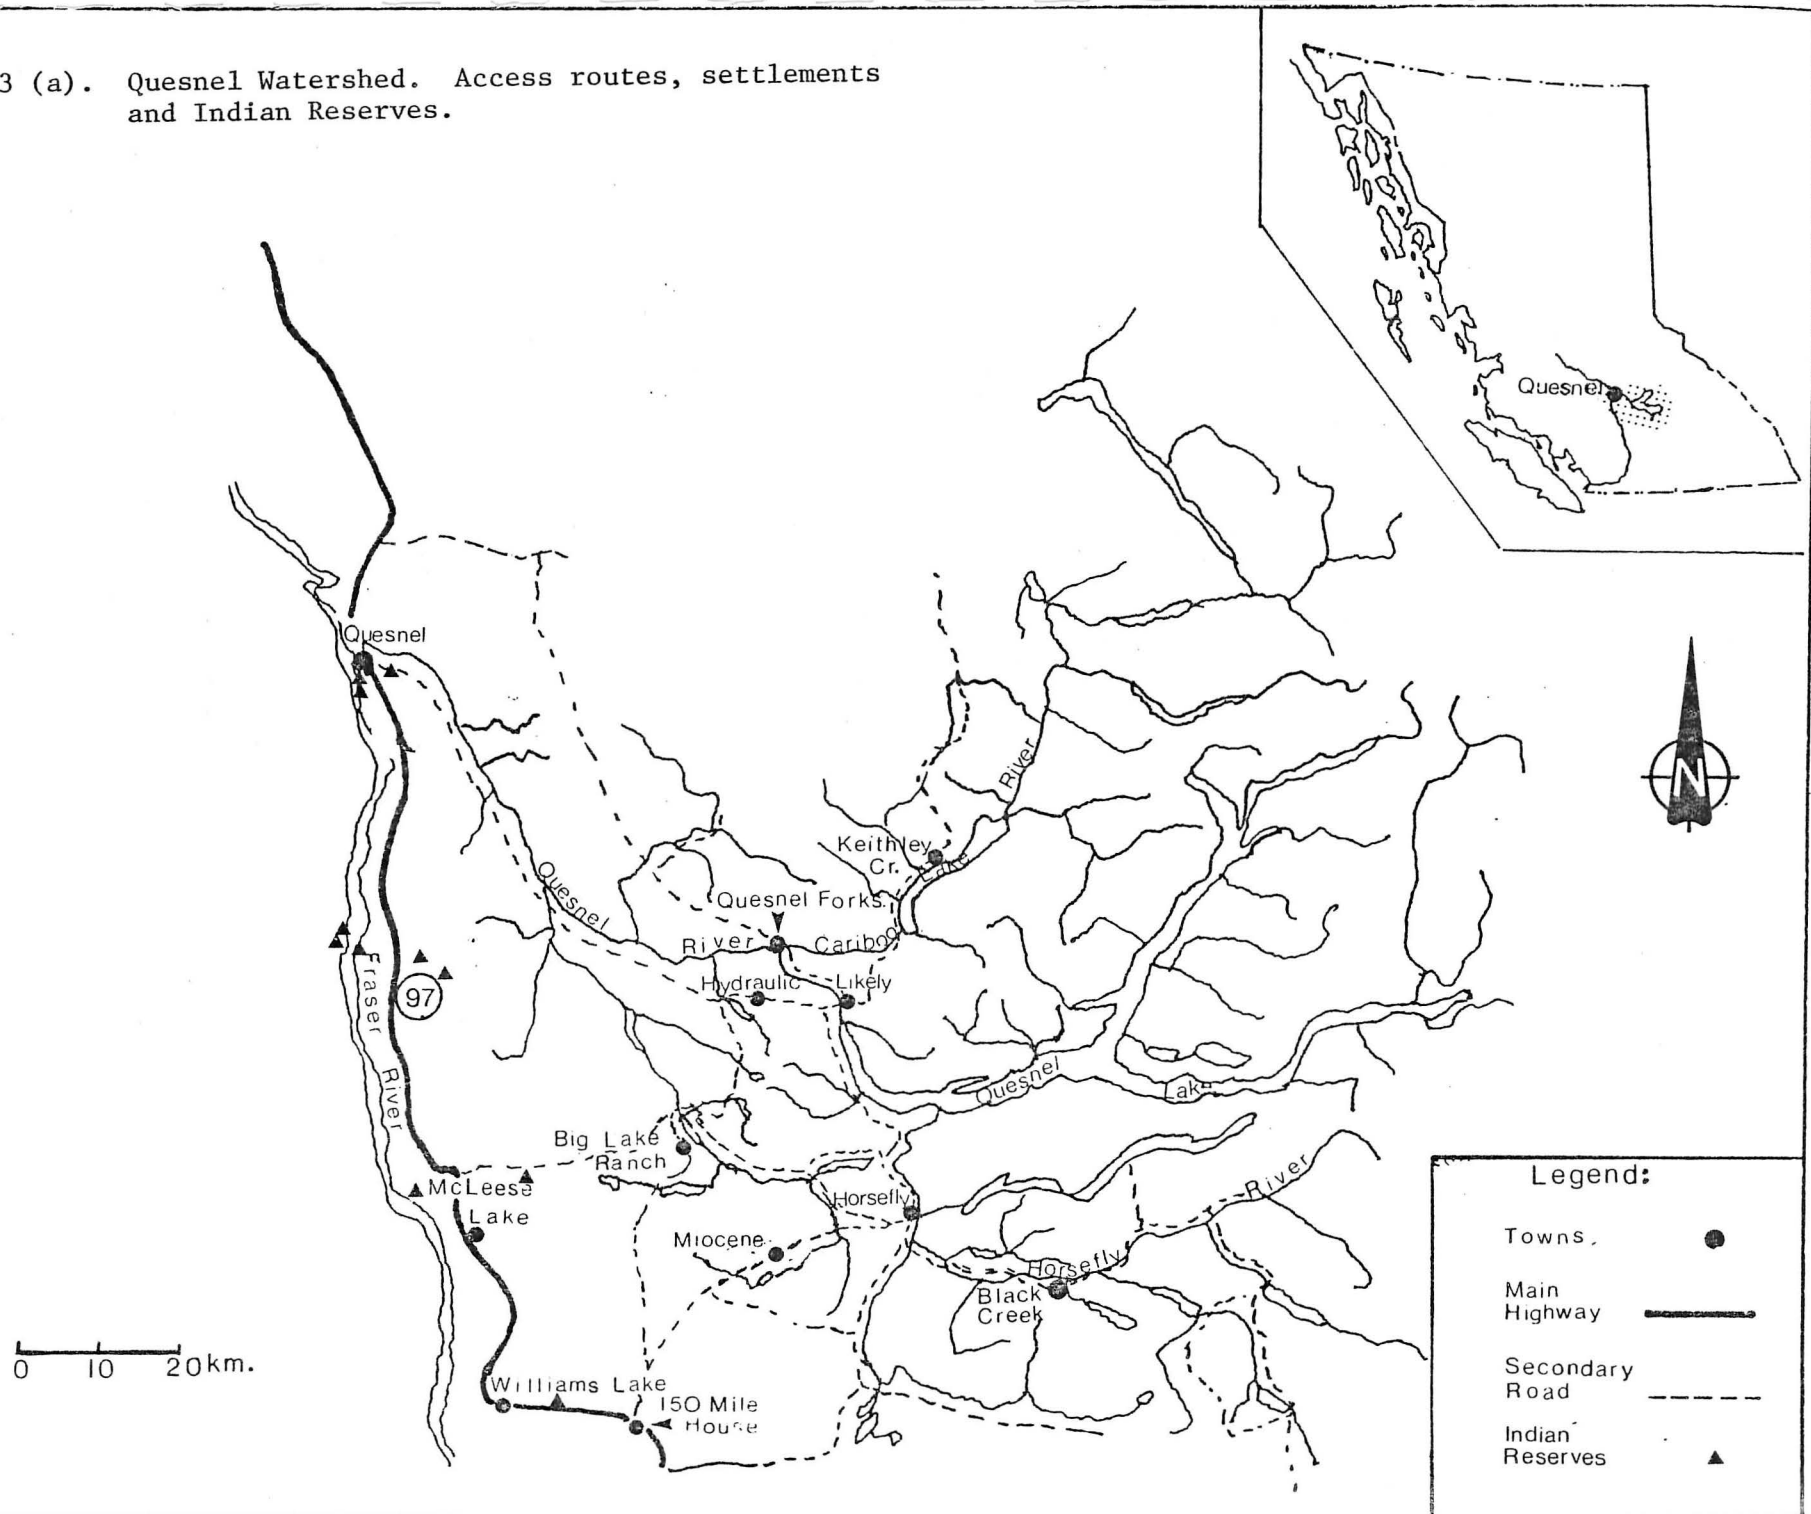 3 (a). Quesnel Watershed. Access routes, settlements
and Indian Reserves.
Quesnel
Quesnel
Keithley
Cr.
Lake
River
Quesnel Forks
Quesnel
River
Cariboo
Hydraulic
Likely
97
Fraser
River
Quesnel
Lake
Big Lake
Ranch
McLeese
Lake
Horsefly
Miocene
River
Horsefly
Black
Creek
Williams Lake
150 Mile
House
0 10 20km.
N
Legend:
Towns
Main
Highway
Secondary
Road
Indian
Reserves